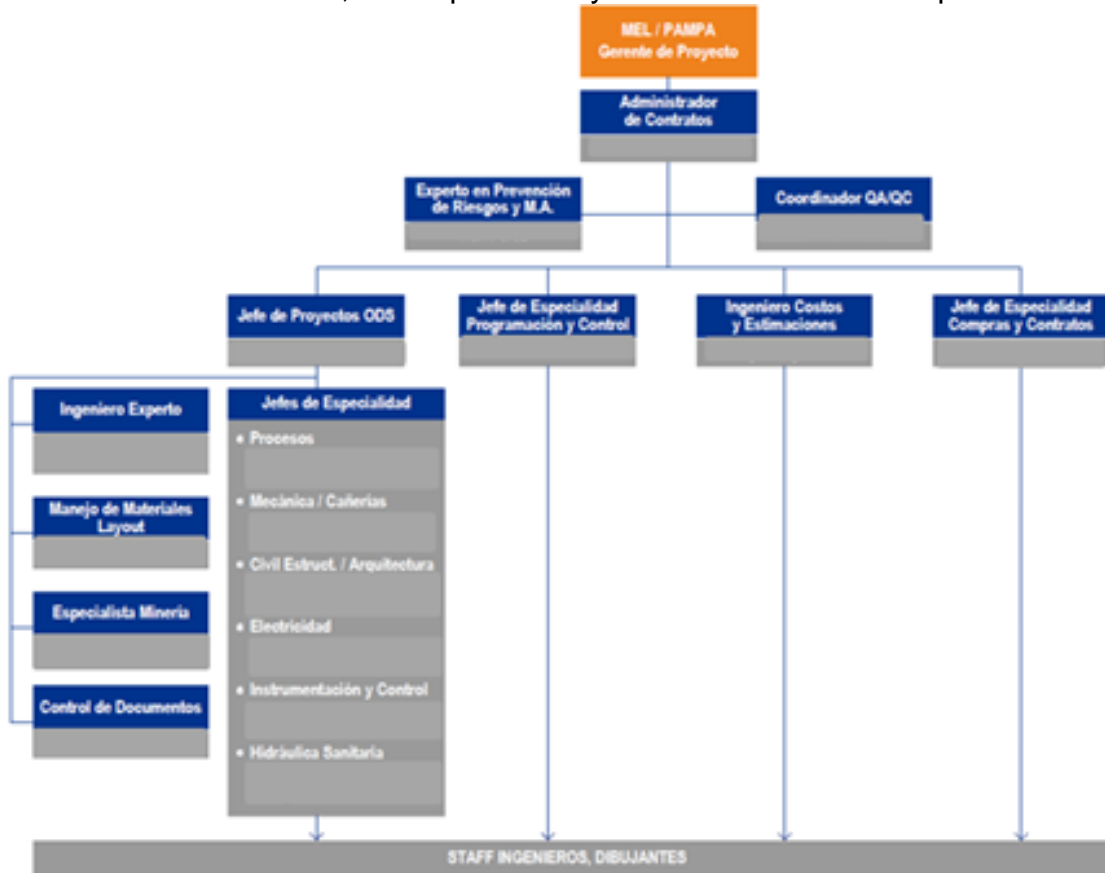 MEL / PAMPA
Gerente de Proyecto
Administrador
de Contratos
Experto en Prevención
de Riesgos y M.A.
Coordinador QA/QC
Jefe de Proyectos ODS
Jefe de Especialidad
Programación y Control
Ingeniero Costos
y Estimaciones
Jefe de Especialidad
Compras y Contratos
Ingeniero Experto
Manejo de Materiales
Layout
Especialista Minería
Control de Documentos
Jefes de Especialidad
• Procesos
• Mecánica / Cañerías
• Civil Estruct. / Arquitectura
• Electricidad
• Instrumentación y Control
• Hidráulica Sanitaria
STAFF INGENIEROS, DIBUJANTES